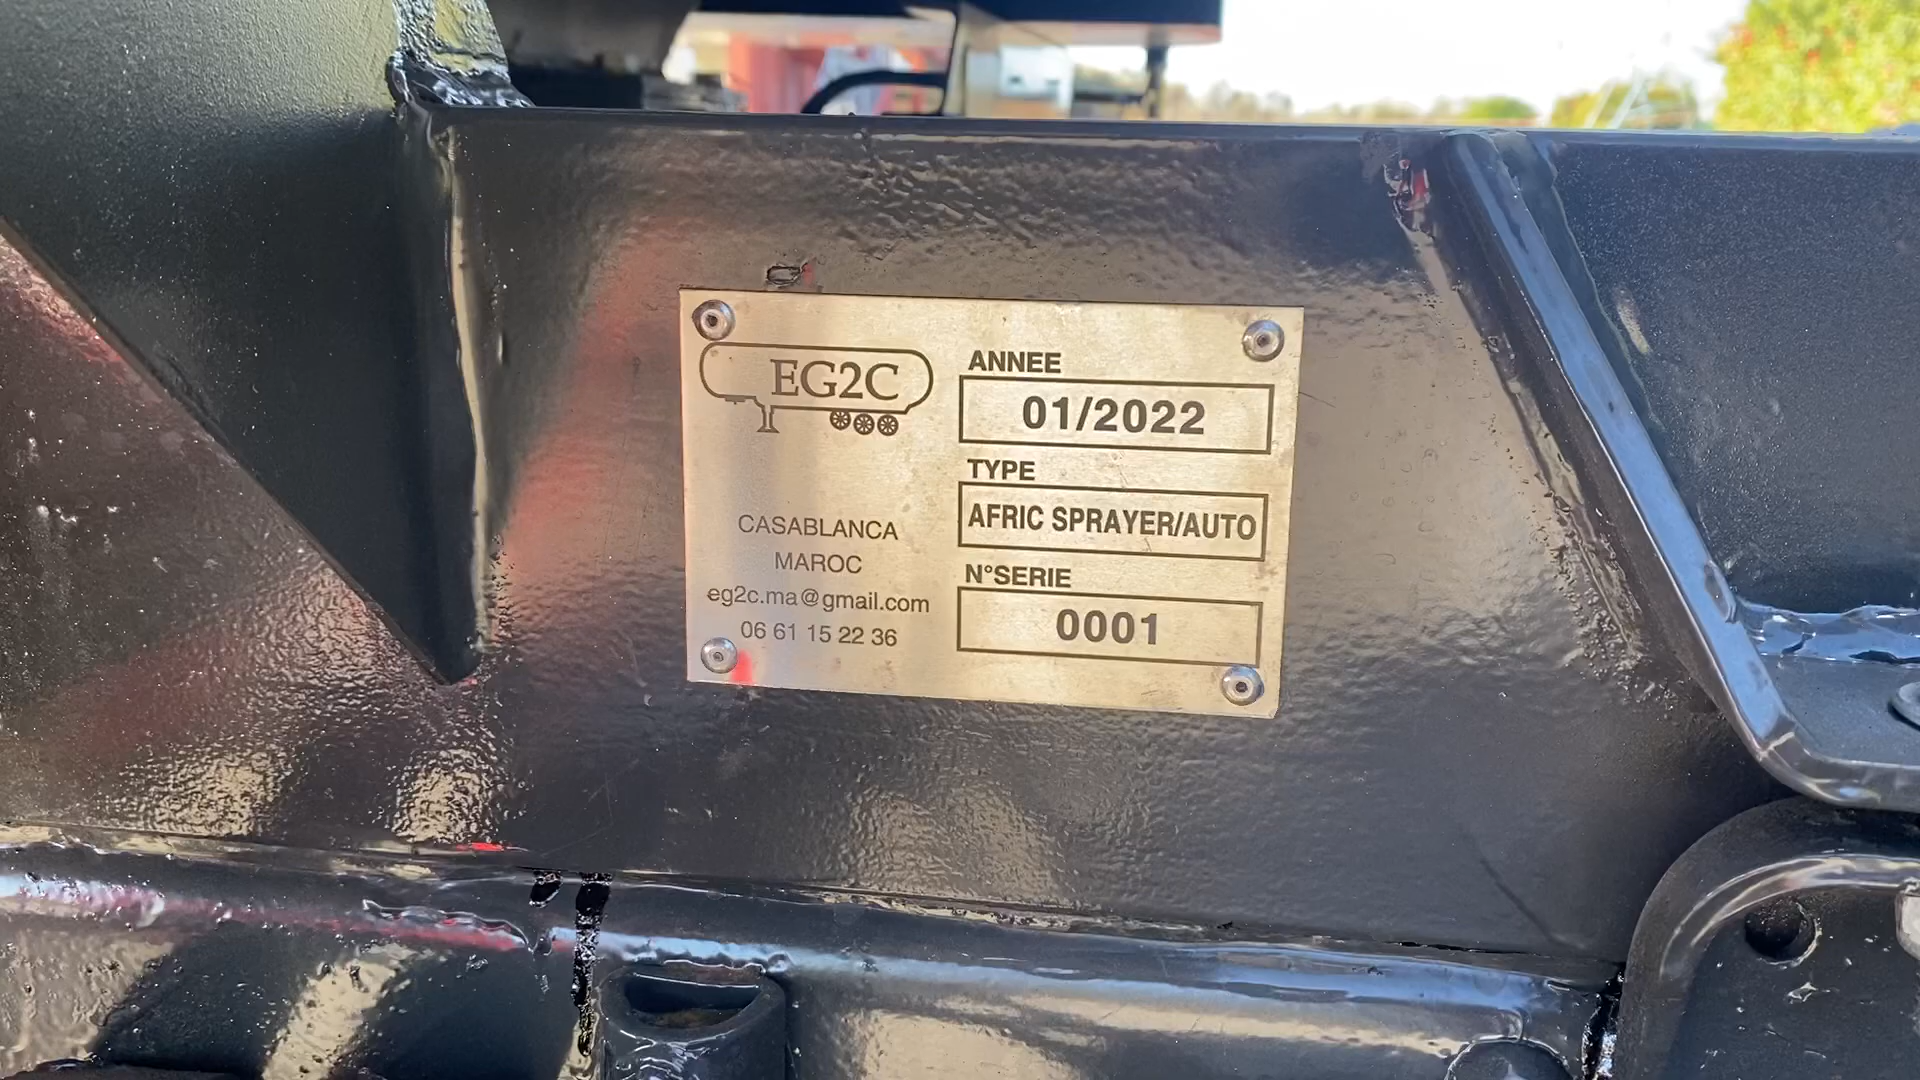 EG2C
CASABLANCA
MAROC
eg2c.ma@gmail.com
06 61 15 22 36
ANNEE
01/2022
TYPE
AFRIC SPRAYER/AUTO
N°SERIE
0001